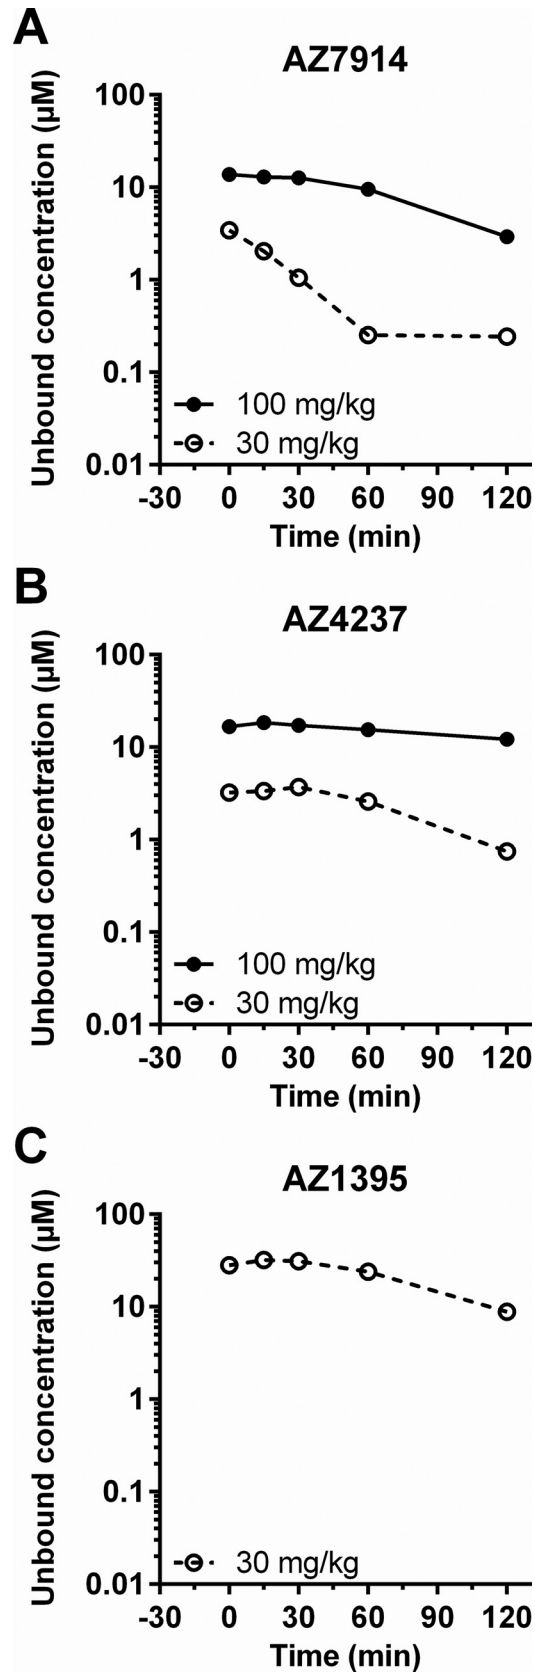 A
AZ7914
Unbound concentration (µM)
100
10
1
0.1
0.01
100 mg/kg
30 mg/kg
-30 0 30 60 90 120
Time (min)
B
AZ4237
Unbound concentration (µM)
100
10
1
0.1
0.01
100 mg/kg
30 mg/kg
-30 0 30 60 90 120
Time (min)
C
AZ1395
Unbound concentration (µM)
100
10
1
0.1
0.01
30 mg/kg
-30 0 30 60 90 120
Time (min)